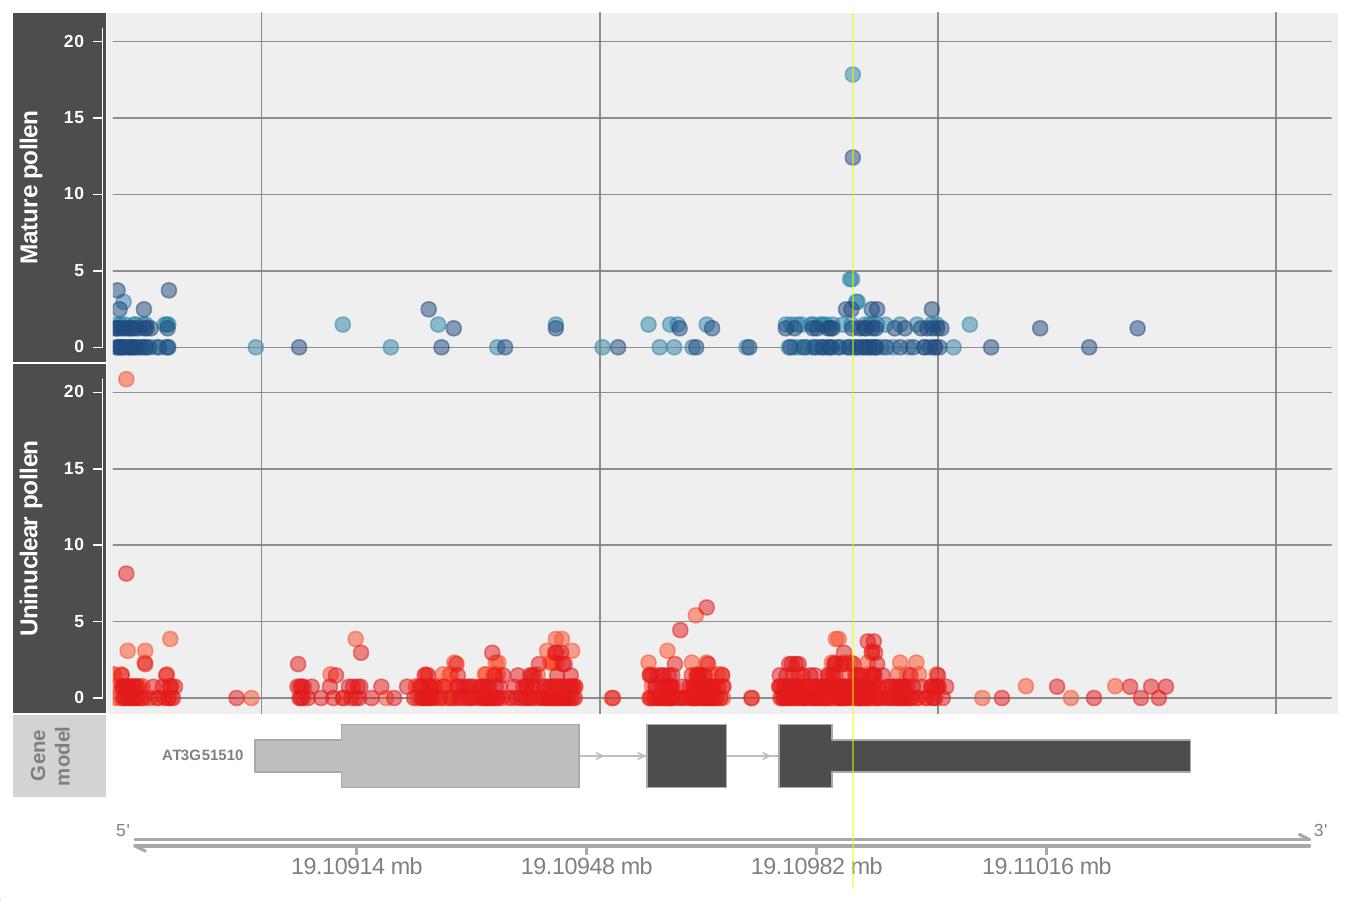 Mature pollen
20
15
10
5
0
Uninuclear pollen
20
15
10
5
0
Gene
model
AT3G51510
5'
3'
19.10914 mb
19.10948 mb
19.10982 mb
19.11016 mb